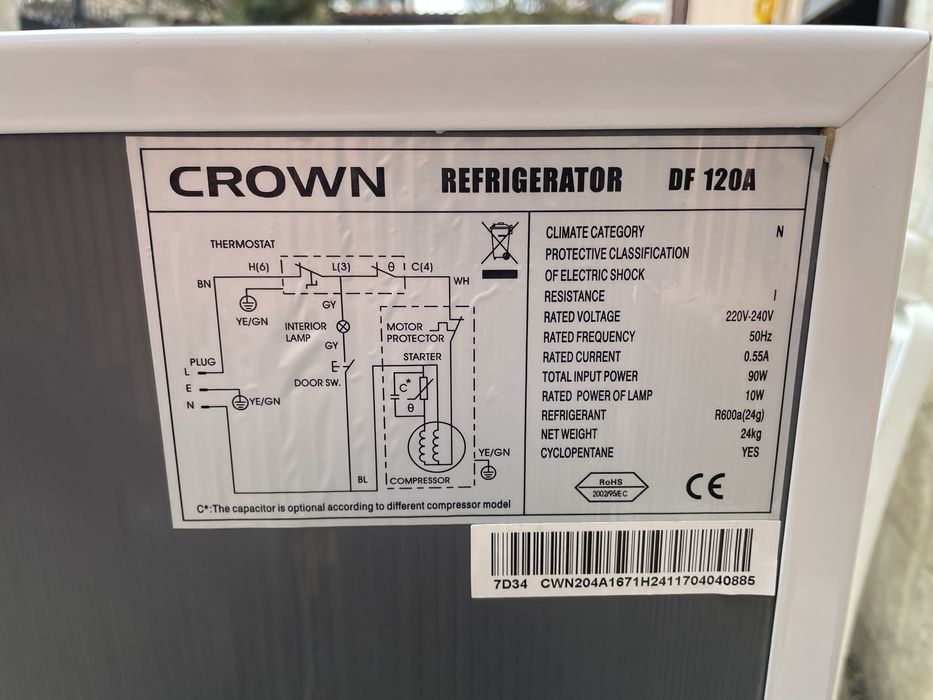 CROWN REFRIGERATOR DF 120A
THERMOSTAT
H(6) L(3) θ C(4)
BN
WH
YE/GN
GY
INTERIOR
LAMP
GY
MOTOR
PROTECTOR
STARTER
PLUG
L
E
N
YE/GN
DOOR SW.
C*
θ
BL
COMPRESSOR
YE/GN
C*:The capacitor is optional according to different compressor model
CLIMATE CATEGORY N
PROTECTIVE CLASSIFICATION
OF ELECTRIC SHOCK
RESISTANCE I
RATED VOLTAGE 220V-240V
RATED FREQUENCY 50Hz
RATED CURRENT 0.55A
TOTAL INPUT POWER 90W
RATED POWER OF LAMP 10W
REFRIGERANT R600a(24g)
NET WEIGHT 24kg
CYCLOPENTANE YES
RoHS
2002/95/EC
CE
7D34 CWN204A1671H2411704040885